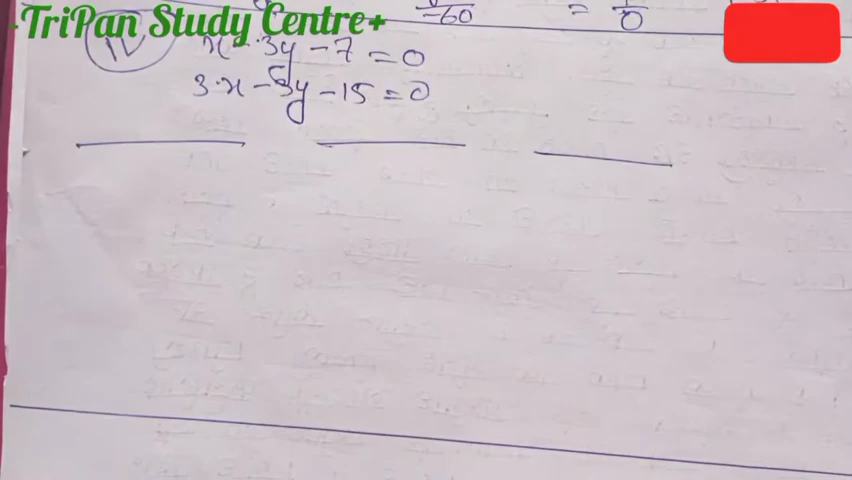 TriPan Study Centre+
-60 = 0
IV x - 3y - 7 = 0
3x - 3y - 15 = 0